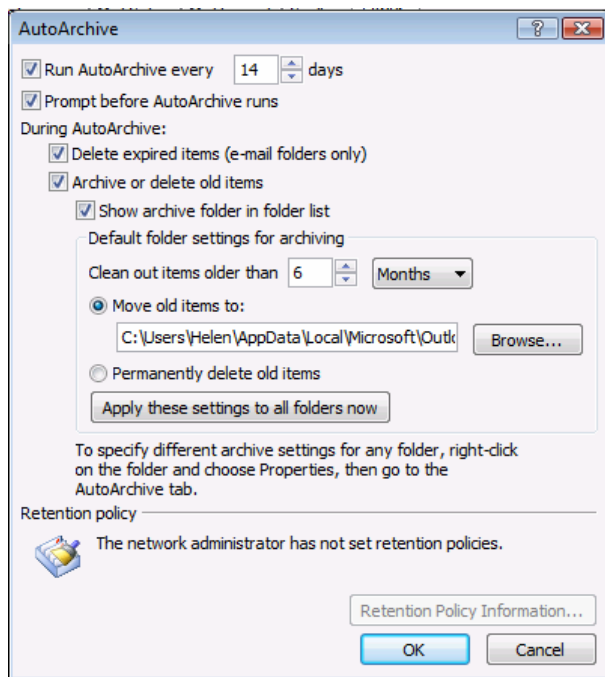 AutoArchive
Run AutoArchive every 14 days
Prompt before AutoArchive runs
During AutoArchive:
Delete expired items (e-mail folders only)
Archive or delete old items
Show archive folder in folder list
Default folder settings for archiving
Clean out items older than 6 Months
Move old items to:
C:\Users\Helen\AppData\Local\Microsoft\Outlo Browse...
Permanently delete old items
Apply these settings to all folders now
To specify different archive settings for any folder, right-click
on the folder and choose Properties, then go to the
AutoArchive tab.
Retention policy
The network administrator has not set retention policies.
Retention Policy Information...
OK Cancel